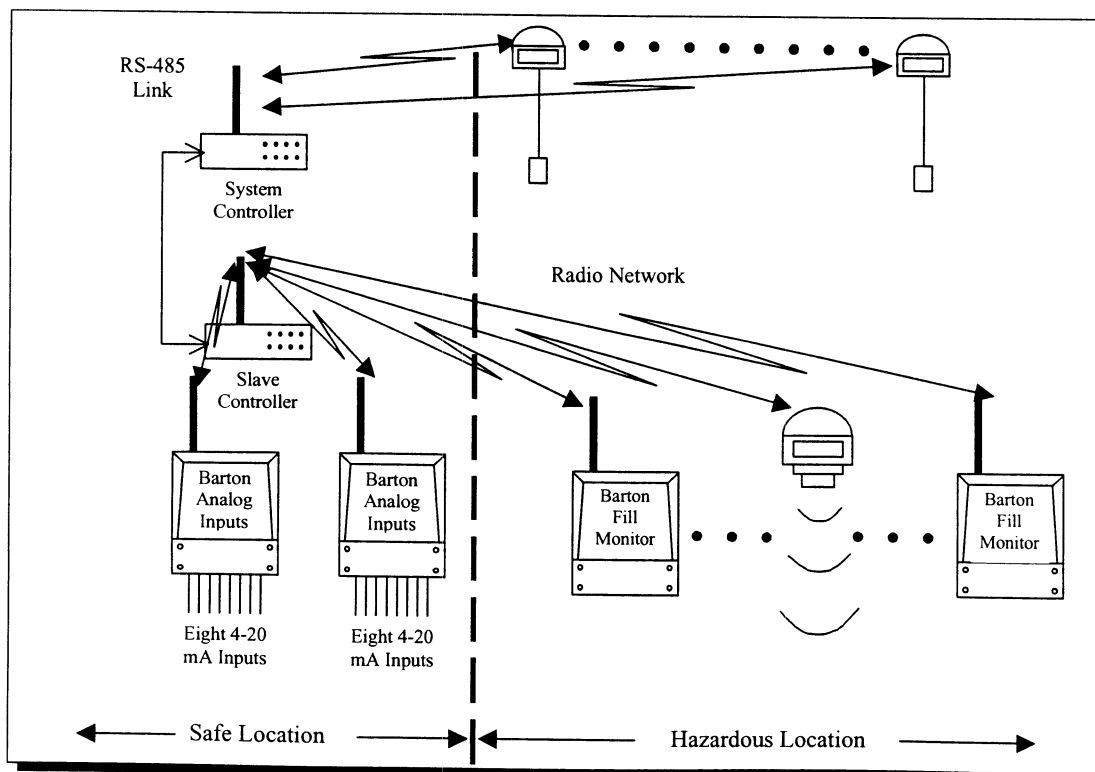 RS-485
Link
System
Controller
Radio Network
Slave
Controller
Barton
Analog
Inputs
Barton
Analog
Inputs
Barton
Fill
Monitor
Barton
Fill
Monitor
Eight 4-20
mA Inputs
Eight 4-20
mA Inputs
Safe Location
Hazardous Location